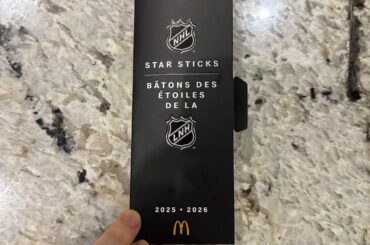 NHL
STAR STICKS
BÂTONS DES
ÉTOILES
DE LA
LNH
2025 • 2026